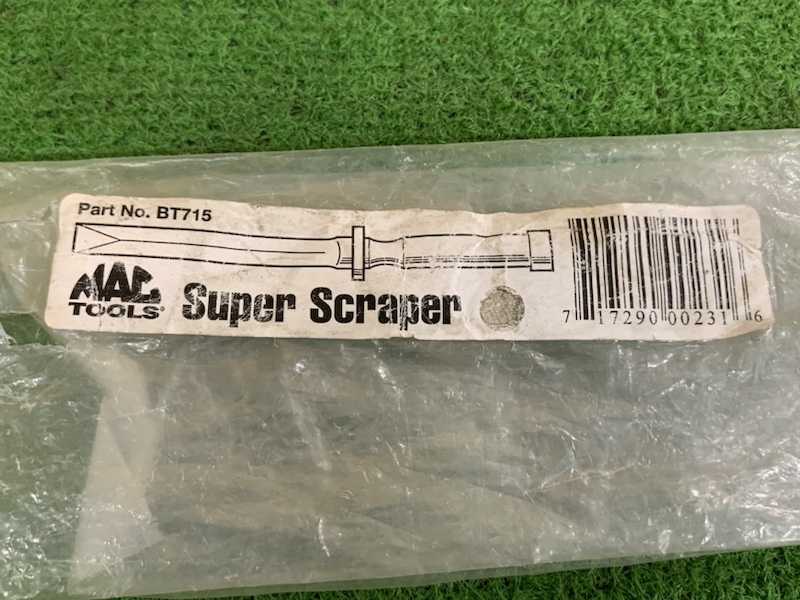 Part No. BT715
MAC
TOOLS®
Super Scraper
7 17290 00231 6